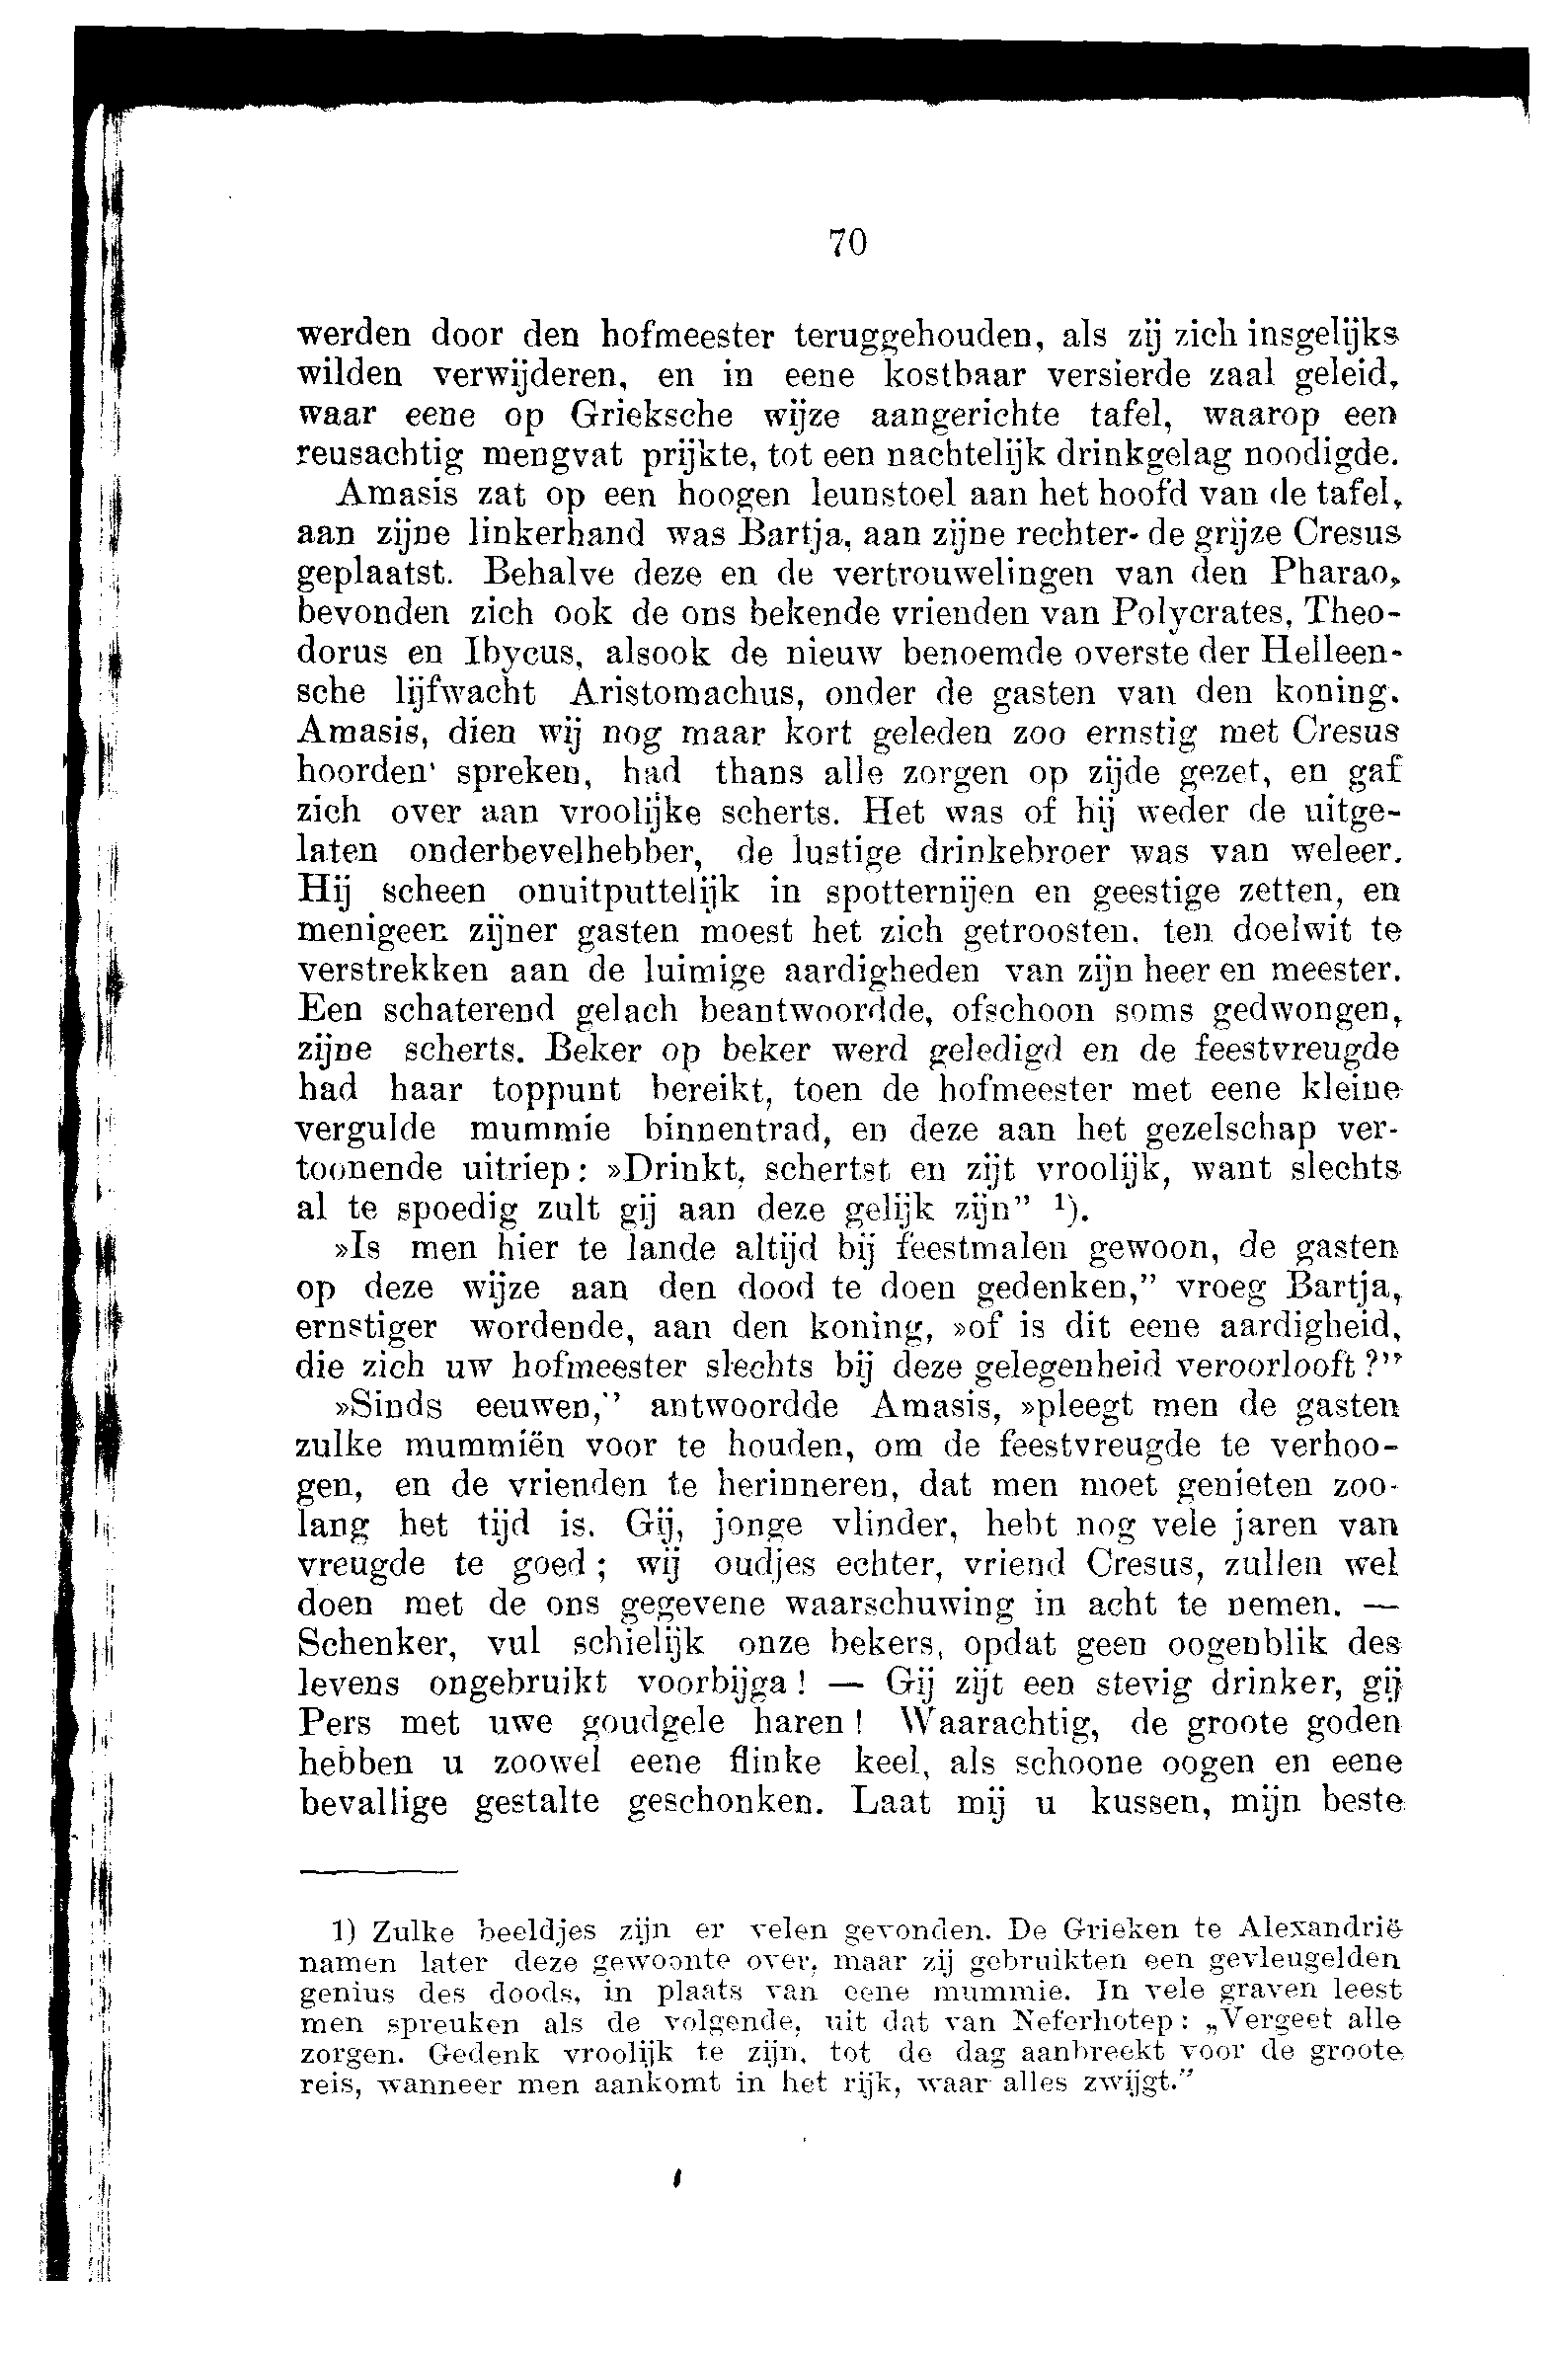 70
werden door den hofmeester teruggehouden, als zij zich insgelijks
wilden verwijderen, en in eene kostbaar versierde zaal geleid,
waar eene op Grieksche wijze aangerichte tafel, waarop een
reusachtig mengvat prijkte, tot een nachtelijk drinkgelag noodigde.
Amasis zat op een hoogen leunstoel aan het hoofd van de tafel,
aan zijne linkerhand was Bartja, aan zijne rechter- de grijze Cresus
geplaatst. Behalve deze en de vertrouwelingen van den Pharao,
bevonden zich ook de ons bekende vrienden van Polycrates, Theo-
dorus en Ibycus, alsook de nieuw benoemde overste der Helleen-
sche lijfwacht Aristomachus, onder de gasten van den koning.
Amasis, dien wij nog maar kort geleden zoo ernstig met Cresus
hoorden' spreken, had thans alle zorgen op zijde gezet, en gaf
zich over aan vroolijke scherts. Het was of hij weder de uitge-
laten onderbevelhebber, de lustige drinkebroer was van weleer.
Hij scheen onuitputtelijk in spotternijen en geestige zetten, en
menigeen zijner gasten moest het zich getroosten, ten doelwit te
verstrekken aan de luimige aardigheden van zijn heer en meester.
Een schaterend gelach beantwoordde, ofschoon soms gedwongen,
zijne scherts. Beker op beker werd geledigd en de feestvreugde
had haar toppunt bereikt, toen de hofmeester met eene kleine
vergulde mummie binnentrad, en deze aan het gezelschap ver-
toonende uitriep: »Drinkt, schertst en zijt vroolijk, want slechts
al te spoedig zult gij aan deze gelijk zijn” ¹).
»Is men hier te lande altijd bij feestmalen gewoon, de gasten
op deze wijze aan den dood te doen gedenken,” vroeg Bartja,
ernstiger wordende, aan den koning, »of is dit eene aardigheid,
die zich uw hofmeester slechts bij deze gelegenheid veroorlooft?”
»Sinds eeuwen,” antwoordde Amasis, »pleegt men de gasten
zulke mummiën voor te houden, om de feestvreugde te verhoo-
gen, en de vrienden te herinneren, dat men moet genieten zoo-
lang het tijd is. Gij, jonge vlinder, hebt nog vele jaren van
vreugde te goed; wij oudjes echter, vriend Cresus, zullen wel
doen met de ons gegevene waarschuwing in acht te nemen. —
Schenker, vul schielijk onze bekers, opdat geen oogenblik des
levens ongebruikt voorbijga! — Gij zijt een stevig drinker, gij
Pers met uwe goudgele haren! Waarachtig, de groote goden
hebben u zoowel eene flinke keel, als schoone oogen en eene
bevallige gestalte geschonken. Laat mij u kussen, mijn beste
1) Zulke beeldjes zijn er velen gevonden. De Grieken te Alexandrië
namen later deze gewoonte over, maar zij gebruikten een gevleugelden
genius des doods, in plaats van eene mummie. In vele graven leest
men spreuken als de volgende, uit dat van Neferhotep: „Vergeet alle
zorgen. Gedenk vroolijk te zijn, tot de dag aanbreekt voor de groote
reis, wanneer men aankomt in het rijk, waar alles zwijgt.”